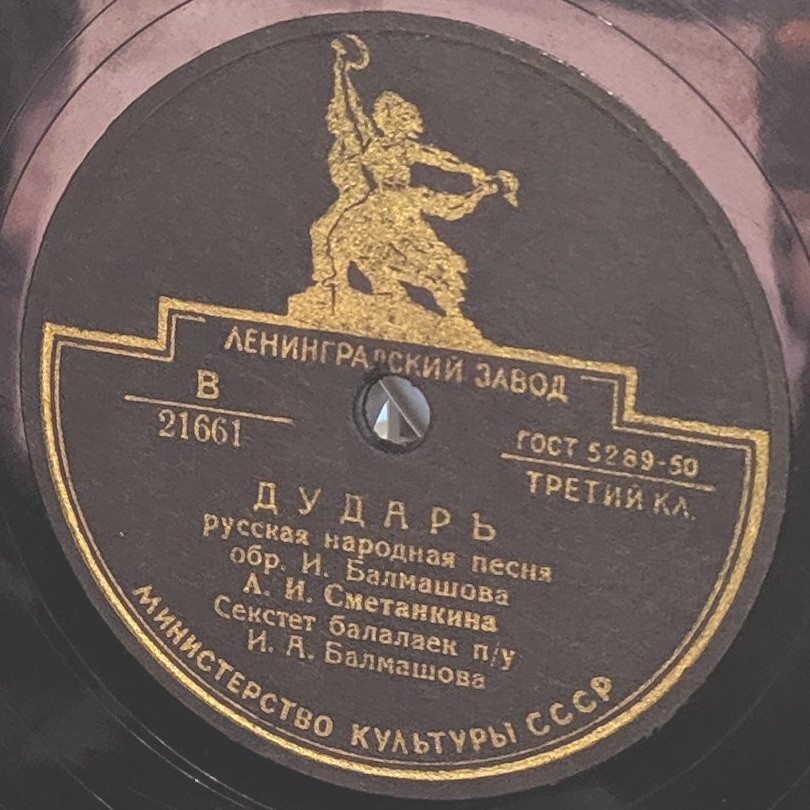 ЛЕНИНГРАДСКИЙ ЗАВОД
В
21661
ГОСТ 5289-50
ТРЕТИЙ КЛ.
ДУДАРЬ
русская народная песня
обр. И. Балмашова
А. И. Сметанкина
Секстет балалаек п/у
И. А. Балмашова
МИНИСТЕРСТВО КУЛЬТУРЫ СССР